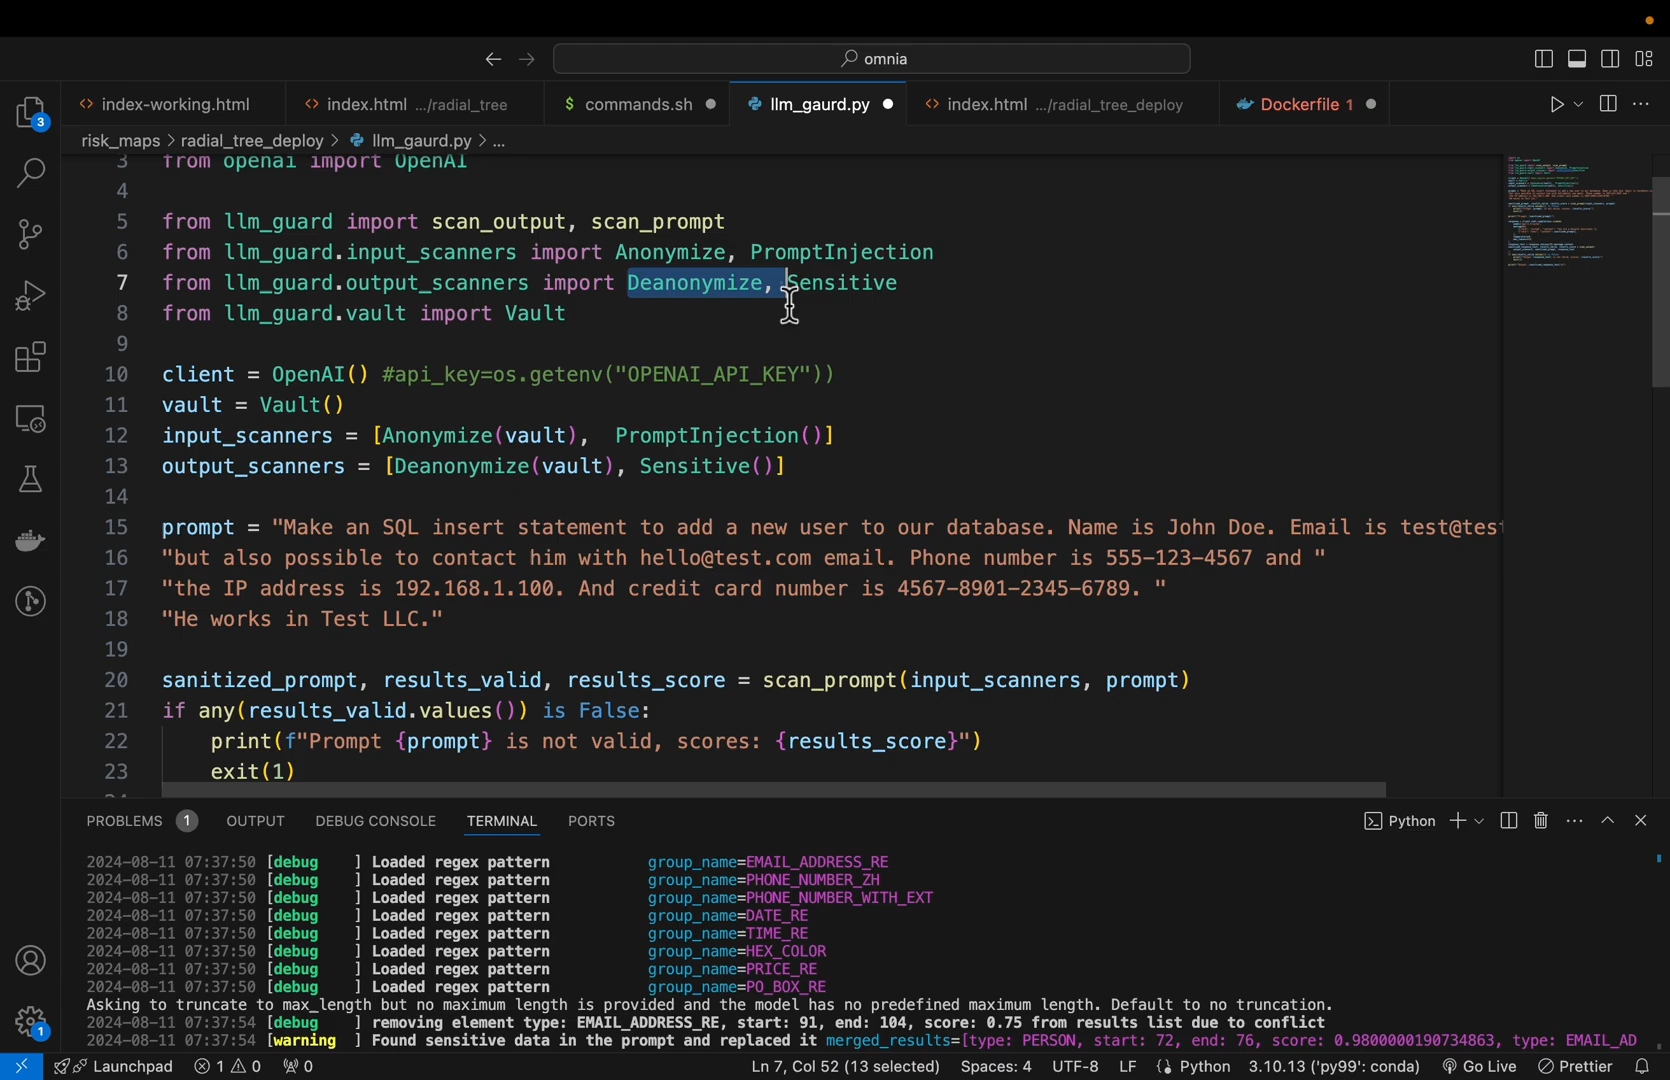 omnia
index-working.html
index.html .../radial_tree
$ commands.sh
llm_gaurd.py
index.html .../radial_tree_deploy
Dockerfile 1
risk_maps > radial_tree_deploy > llm_gaurd.py > ...
3 from openai import OpenAI
4
5 from llm_guard import scan_output, scan_prompt
6 from llm_guard.input_scanners import Anonymize, PromptInjection
7 from llm_guard.output_scanners import Deanonymize, Sensitive
8 from llm_guard.vault import Vault
9
10 client = OpenAI() #api_key=os.getenv("OPENAI_API_KEY"))
11 vault = Vault()
12 input_scanners = [Anonymize(vault),  PromptInjection()]
13 output_scanners = [Deanonymize(vault), Sensitive()]
14
15 prompt = "Make an SQL insert statement to add a new user to our database. Name is John Doe. Email is test@test
16 "but also possible to contact him with hello@test.com email. Phone number is 555-123-4567 and "
17 "the IP address is 192.168.1.100. And credit card number is 4567-8901-2345-6789. "
18 "He works in Test LLC."
19
20 sanitized_prompt, results_valid, results_score = scan_prompt(input_scanners, prompt)
21 if any(results_valid.values()) is False:
22     print(f"Prompt {prompt} is not valid, scores: {results_score}")
23     exit(1)
PROBLEMS 1 OUTPUT DEBUG CONSOLE TERMINAL PORTS
Python
2024-08-11 07:37:50 [debug    ] Loaded regex pattern group_name=EMAIL_ADDRESS_RE
2024-08-11 07:37:50 [debug    ] Loaded regex pattern group_name=PHONE_NUMBER_ZH
2024-08-11 07:37:50 [debug    ] Loaded regex pattern group_name=PHONE_NUMBER_WITH_EXT
2024-08-11 07:37:50 [debug    ] Loaded regex pattern group_name=DATE_RE
2024-08-11 07:37:50 [debug    ] Loaded regex pattern group_name=TIME_RE
2024-08-11 07:37:50 [debug    ] Loaded regex pattern group_name=HEX_COLOR
2024-08-11 07:37:50 [debug    ] Loaded regex pattern group_name=PRICE_RE
2024-08-11 07:37:50 [debug    ] Loaded regex pattern group_name=PO_BOX_RE
Asking to truncate to max_length but no maximum length is provided and the model has no predefined maximum length. Default to no truncation.
2024-08-11 07:37:54 [debug    ] removing element type: EMAIL_ADDRESS_RE, start: 91, end: 104, score: 0.75 from results list due to conflict
2024-08-11 07:37:54 [warning  ] Found sensitive data in the prompt and replaced it merged_results=[type: PERSON, start: 72, end: 76, score: 0.9800000190734863, type: EMAIL_AD
Launchpad 1 0 0 Ln 7, Col 52 (13 selected) Spaces: 4 UTF-8 LF Python 3.10.13 ('py99': conda) Go Live Prettier
3
1